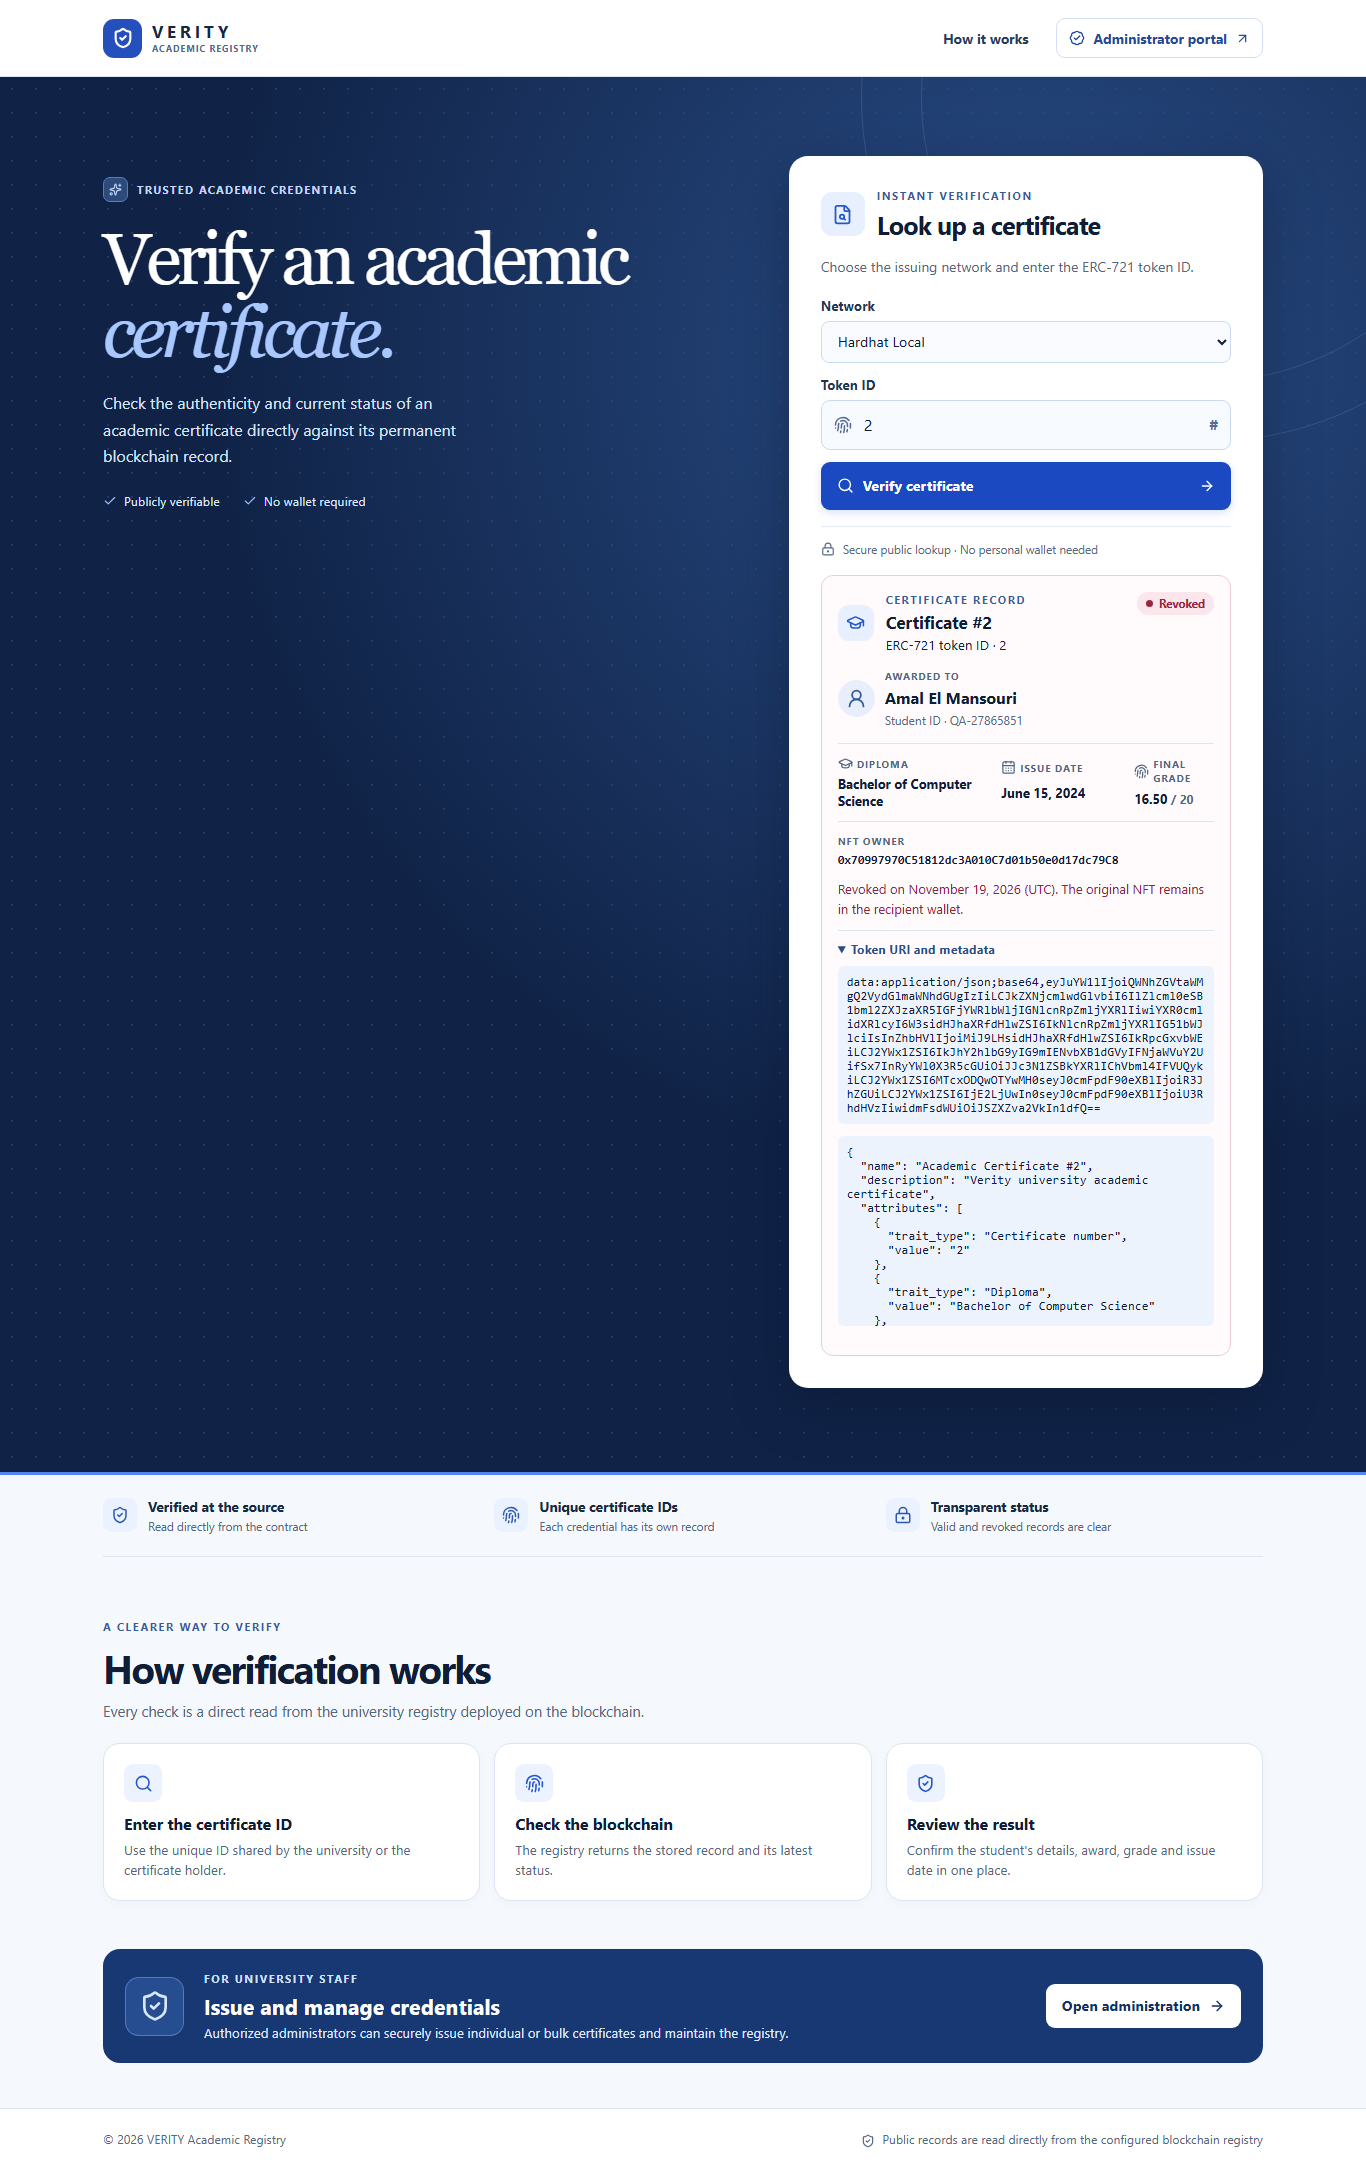 VERITY
ACADEMIC REGISTRY
How it works
Administrator portal
TRUSTED ACADEMIC CREDENTIALS
Verify an academic
certificate.
Check the authenticity and current status of an
academic certificate directly against its permanent
blockchain record.
Publicly verifiable
No wallet required
INSTANT VERIFICATION
Look up a certificate
Choose the issuing network and enter the ERC-721 token ID.
Network
Hardhat Local
Token ID
2
#
Verify certificate
Secure public lookup · No personal wallet needed
CERTIFICATE RECORD
Revoked
Certificate #2
ERC-721 token ID · 2
AWARDED TO
Amal El Mansouri
Student ID · QA-27865851
DIPLOMA
Bachelor of Computer
Science
ISSUE DATE
June 15, 2024
FINAL
GRADE
16.50 / 20
NFT OWNER
0x70997970C51812dc3A010C7d01b50e0d17dc79C8
Revoked on November 19, 2026 (UTC). The original NFT remains
in the recipient wallet.
▼ Token URI and metadata
data:application/json;base64,eyJuYW1lIjoiQWNhZGVtaWM
gQ2VydGlmaWNhdGUgIzIiLCJkZXNjcmlwdGlvbiI6IlZlcml0eSB
1bml2ZXJzaXR5IGFjYWRlbWljIGNlcnRpZmljYXRlIiwiYXR0cml
idXRlcyI6W3sidHJhaXRfdHlwZSI6IkNlcnRpZmljYXRlIG51bWJ
lciIsInZhbHVlIjoiMiJ9LHsidHJhaXRfdHlwZSI6IkRpcGxvbWE
iLCJ2YWx1ZSI6IkJhY2hlbG9yIG9mIENvbXB1dGVyIFNjaWVuY2U
ifSx7InRyYWl0X3R5cGUiOiJJc3N1ZSBkYXRlIChVbml4IFVUQyk
iLCJ2YWx1ZSI6MTcxODQwOTYwMH0seyJ0cmFpdF90eXBlIjoiR3J
hZGUiLCJ2YWx1ZSI6IjE2LjUwIn0seyJ0cmFpdF90eXBlIjoiU3R
hdHVzIiwidmFsdWUiOiJSZXZva2VkIn1dfQ==
{
"name": "Academic Certificate #2",
"description": "Verity university academic
certificate",
"attributes": [
{
"trait_type": "Certificate number",
"value": "2"
},
{
"trait_type": "Diploma",
"value": "Bachelor of Computer Science"
},
Verified at the source
Read directly from the contract
Unique certificate IDs
Each credential has its own record
Transparent status
Valid and revoked records are clear
A CLEARER WAY TO VERIFY
How verification works
Every check is a direct read from the university registry deployed on the blockchain.
Enter the certificate ID
Use the unique ID shared by the university or the
certificate holder.
Check the blockchain
The registry returns the stored record and its latest
status.
Review the result
Confirm the student's details, award, grade and issue
date in one place.
FOR UNIVERSITY STAFF
Issue and manage credentials
Authorized administrators can securely issue individual or bulk certificates and maintain the registry.
Open administration
© 2026 VERITY Academic Registry
Public records are read directly from the configured blockchain registry